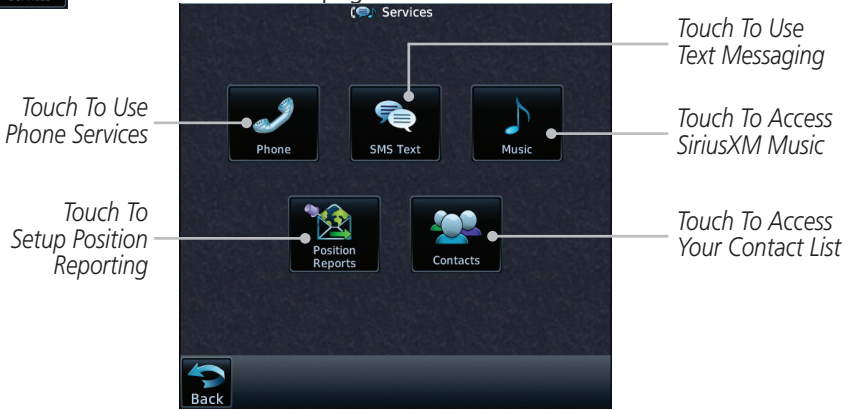 Services
Touch To Use
Text Messaging
Touch To Use
Phone Services
Phone
SMS Text
Music
Touch To Access
SiriusXM Music
Touch To
Setup Position
Reporting
Position
Reports
Contacts
Touch To Access
Your Contact List
Back